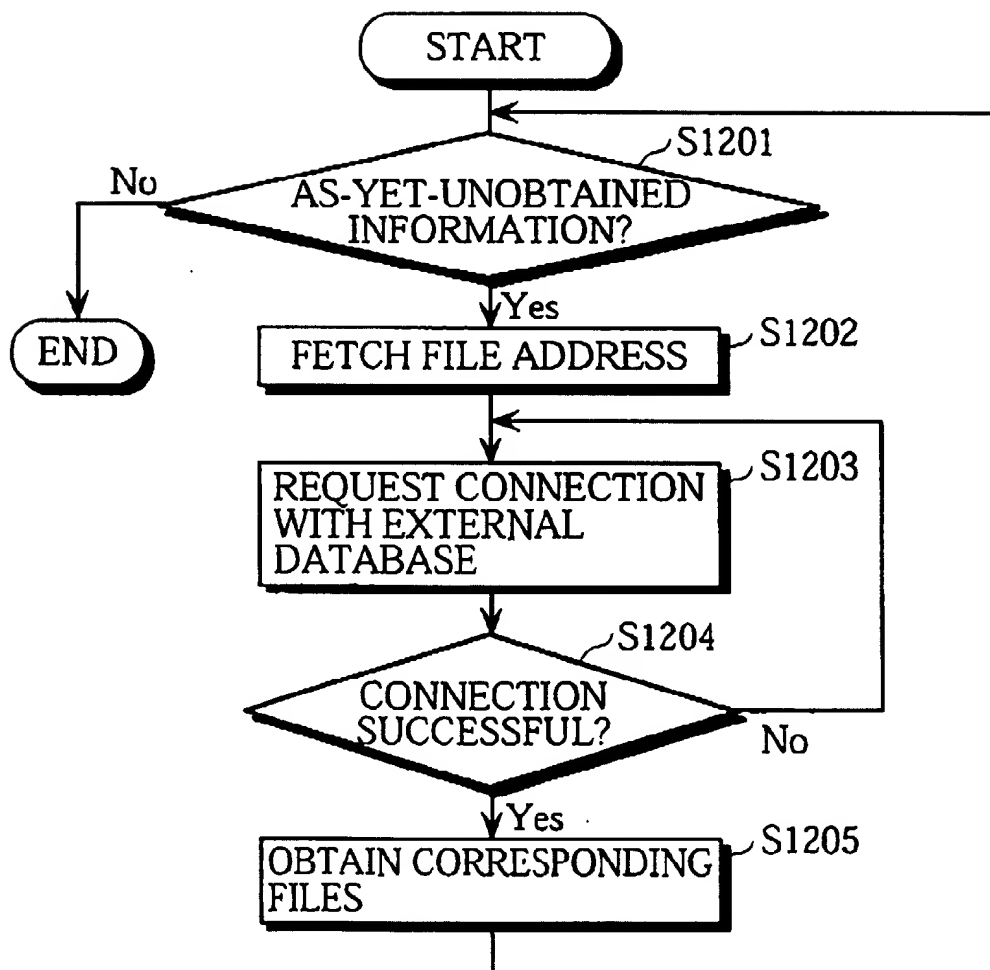 START
S1201
No
AS-YET-UNOBTAINED
INFORMATION?
Yes
END
S1202
FETCH FILE ADDRESS
S1203
REQUEST CONNECTION
WITH EXTERNAL
DATABASE
S1204
CONNECTION
SUCCESSFUL?
No
Yes
S1205
OBTAIN CORRESPONDING
FILES